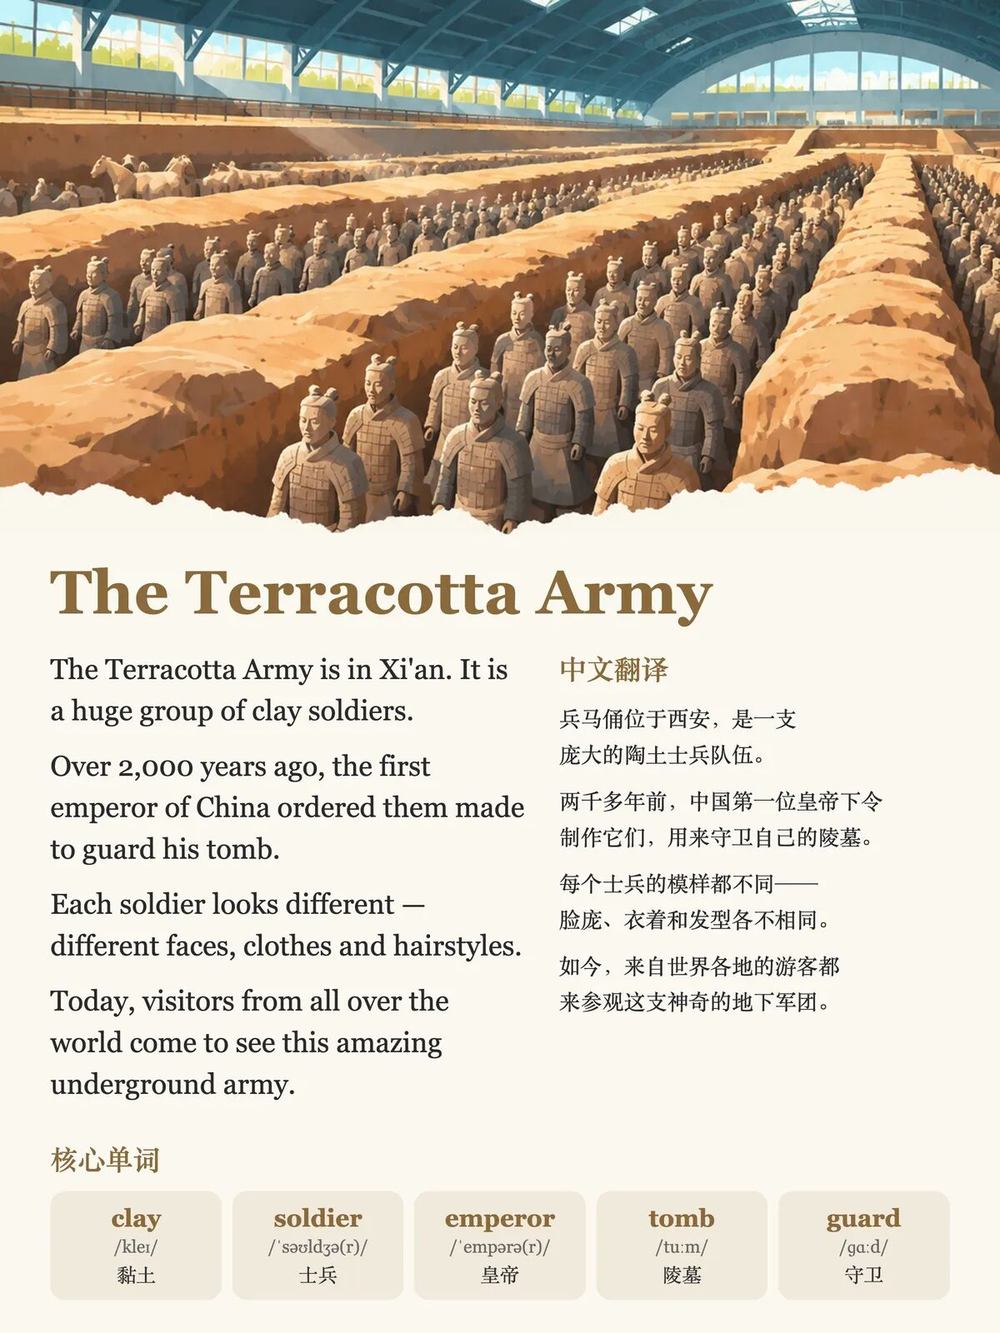 The Terracotta Army
The Terracotta Army is in Xi'an. It is
a huge group of clay soldiers.
Over 2,000 years ago, the first
emperor of China ordered them made
to guard his tomb.
Each soldier looks different —
different faces, clothes and hairstyles.
Today, visitors from all over the
world come to see this amazing
underground army.
中文翻译
兵马俑位于西安，是一支
庞大的陶土士兵队伍。
两千多年前，中国第一位皇帝下令
制作它们，用来守卫自己的陵墓。
每个士兵的模样都不同——
脸庞、衣着和发型各不相同。
如今，来自世界各地的游客都
来参观这支神奇的地下军团。
核心单词
clay
/kleɪ/
黏土
soldier
/ˈsəʊldʒə(r)/
士兵
emperor
/ˈempərə(r)/
皇帝
tomb
/tuːm/
陵墓
guard
/ɡɑːd/
守卫